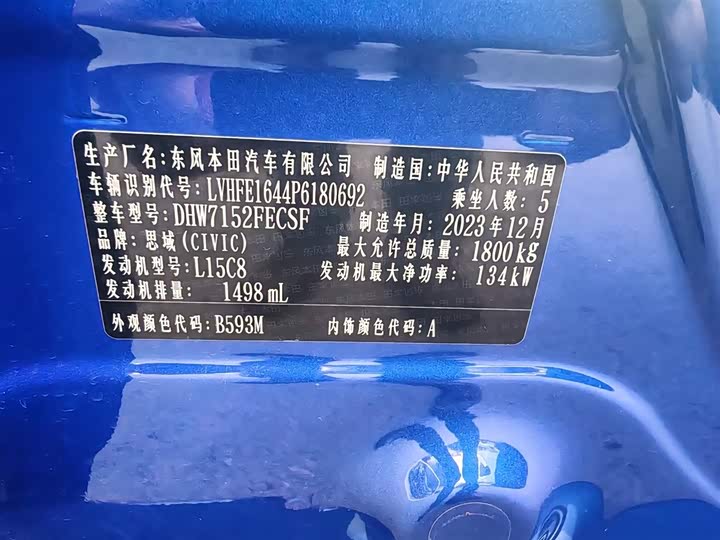 生产厂名:东风本田汽车有限公司 制造国:中华人民共和国
车辆识别代号:LVHFE1644P6180692 乘坐人数:5
整车型号:DHW7152FECSF 制造年月:2023年12月
品牌:思域(CIVIC) 最大允许总质量:1800kg
发动机型号:L15C8 发动机最大净功率:134kW
发动机排量: 1498mL
外观颜色代码:B593M 内饰颜色代码:A